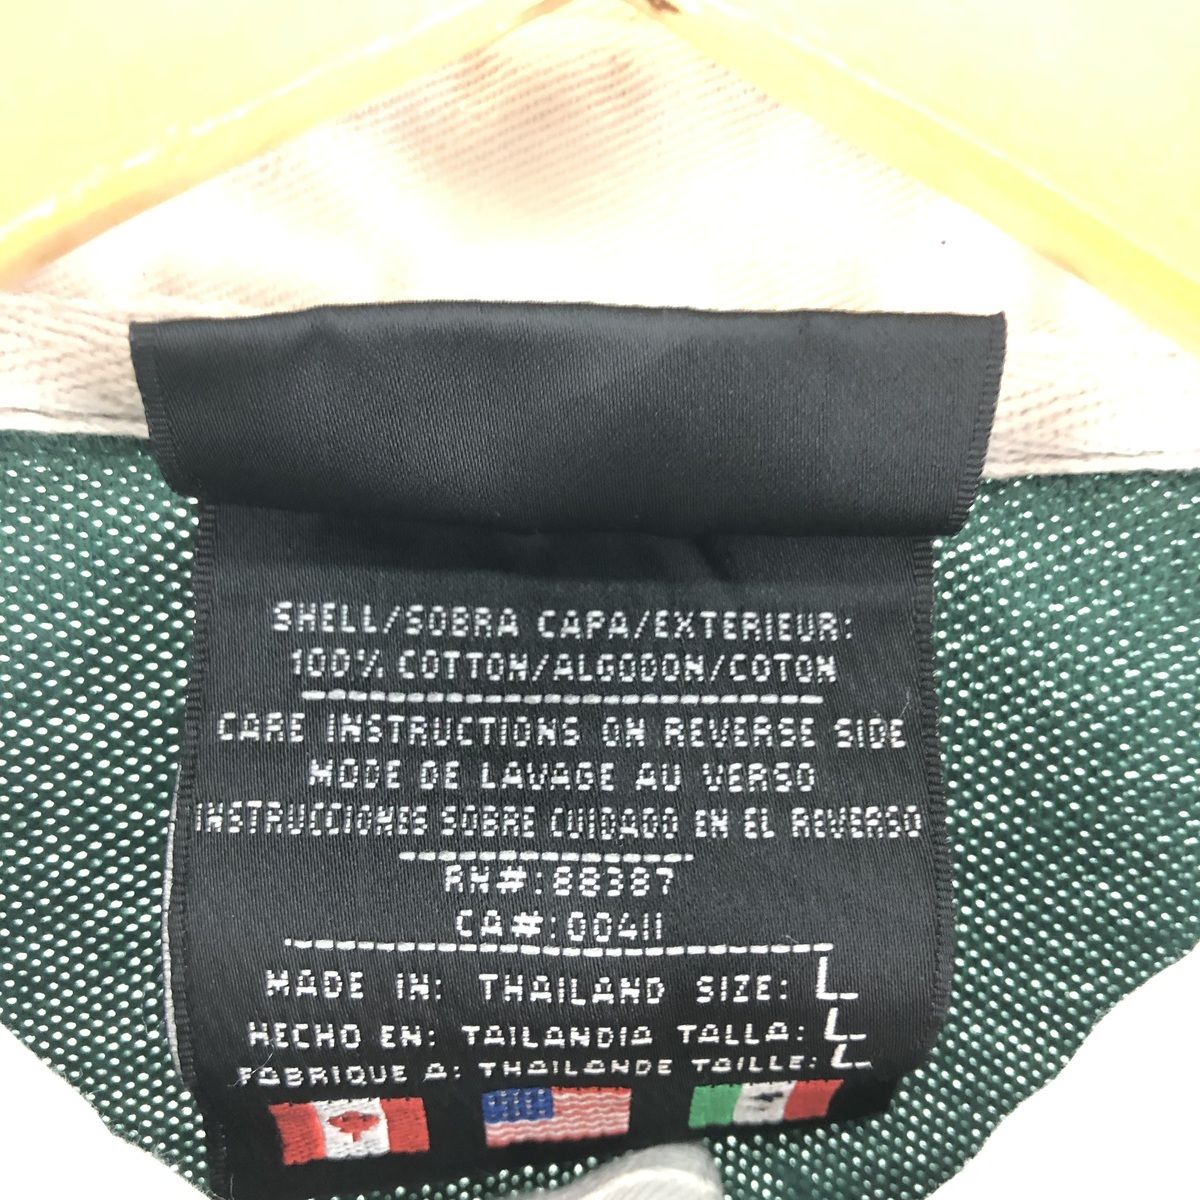 SHELL/SOBRA CAPA/EXTERIEUR:
100% COTTON/ALGODON/COTON
CARE INSTRUCTIONS ON REVERSE SIDE
MODE DE LAVAGE AU VERSO
INSTRUCCIONES SOBRE CUIDADO EN EL REVERSO
RN#:88387
CA#:00411
MADE IN: THAILAND SIZE: L
HECHO EN: TAILANDIA TALLA: L
FABRIQUE A: THAILANDE TAILLE: L